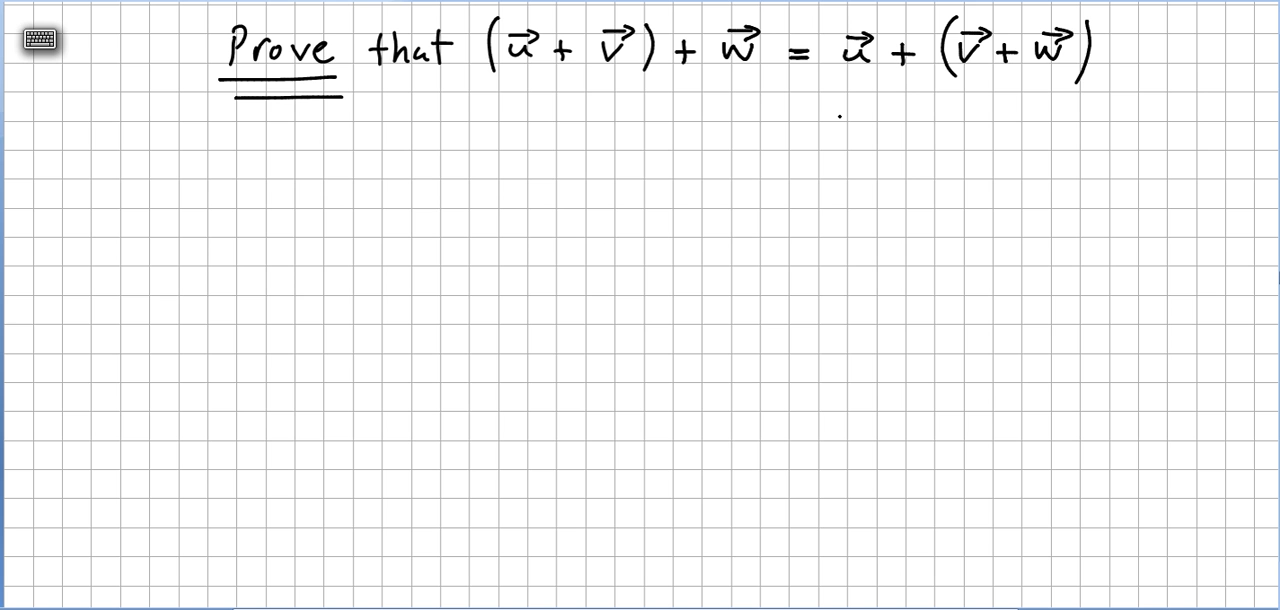 Prove that (u⃗ + v⃗) + w⃗ = u⃗ + (v⃗ + w⃗)